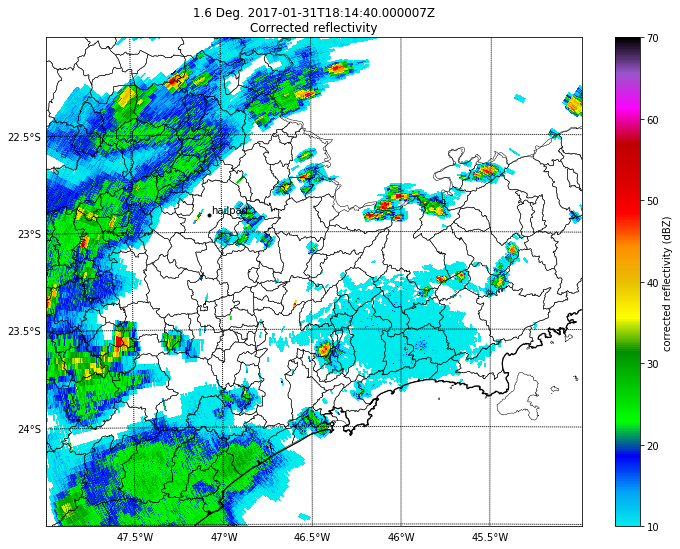 1.6 Deg. 2017-01-31T18:14:40.000007Z
Corrected reflectivity
22.5°S
23°S
23.5°S
24°S
47.5°W
47°W
46.5°W
46°W
45.5°W
hailpad
70
60
50
40
30
20
10
corrected reflectivity (dBZ)